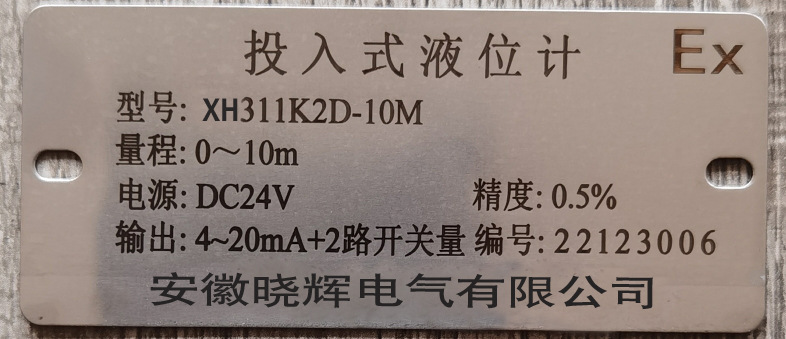 投入式液位计 Ex
型号: XH311K2D-10M
量程: 0～10m
电源: DC24V 精度: 0.5%
输出: 4~20mA+2路开关量 编号: 22123006
安徽晓辉电气有限公司